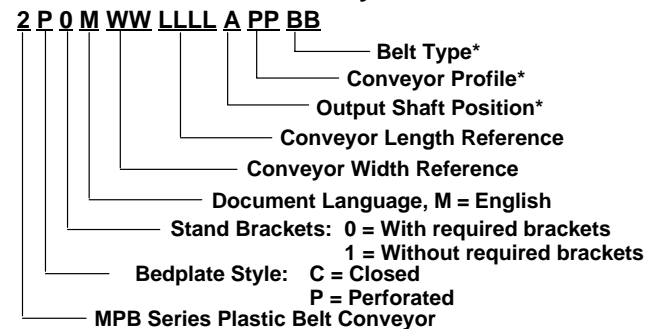 2 P 0 M WW LLLL A PP BB
Belt Type*
Conveyor Profile*
Output Shaft Position*
Conveyor Length Reference
Conveyor Width Reference
Document Language, M = English
Stand Brackets: 0 = With required brackets
1 = Without required brackets
Bedplate Style: C = Closed
P = Perforated
MPB Series Plastic Belt Conveyor